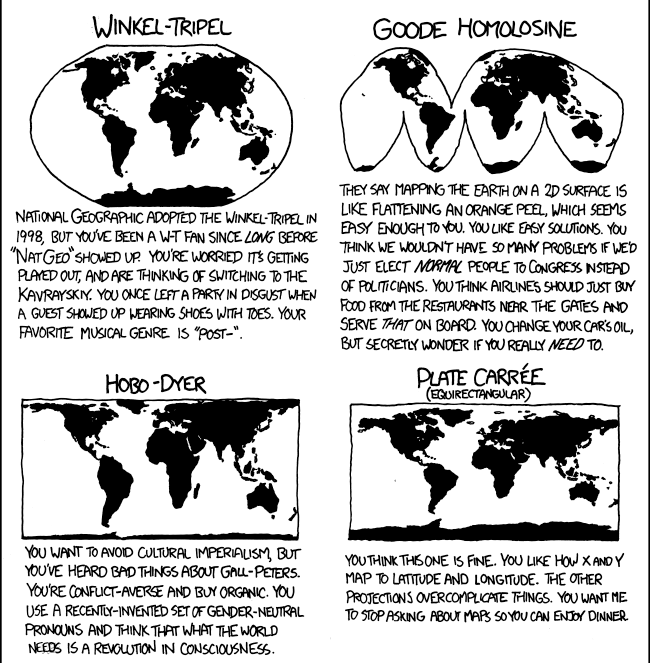 WINKEL-TRIPEL
NATIONAL GEOGRAPHIC ADOPTED THE WINKEL-TRIPEL IN
1998, BUT YOU'VE BEEN A W-T FAN SINCE LONG BEFORE
"NAT GEO" SHOWED UP. YOU'RE WORRIED IT'S GETTING
PLAYED OUT, AND ARE THINKING OF SWITCHING TO THE
KAVRAYSKIY. YOU ONCE LEFT A PARTY IN DISGUST WHEN
A GUEST SHOWED UP WEARING SHOES WITH TOES. YOUR
FAVORITE MUSICAL GENRE IS "POST-".
GOODE HOMOLOSINE
THEY SAY MAPPING THE EARTH ON A 2D SURFACE IS
LIKE FLATTENING AN ORANGE PEEL, WHICH SEEMS
EASY ENOUGH TO YOU. YOU LIKE EASY SOLUTIONS. YOU
THINK WE WOULDN'T HAVE SO MANY PROBLEMS IF WE'D
JUST ELECT NORMAL PEOPLE TO CONGRESS INSTEAD
OF POLITICIANS. YOU THINK AIRLINES SHOULD JUST BUY
FOOD FROM THE RESTAURANTS NEAR THE GATES AND
SERVE THAT ON BOARD. YOU CHANGE YOUR CAR'S OIL,
BUT SECRETLY WONDER IF YOU REALLY NEED TO.
HOBO-DYER
YOU WANT TO AVOID CULTURAL IMPERIALISM, BUT
YOU'VE HEARD BAD THINGS ABOUT GALL-PETERS.
YOU'RE CONFLICT-AVERSE AND BUY ORGANIC. YOU
USE A RECENTLY-INVENTED SET OF GENDER-NEUTRAL
PRONOUNS AND THINK THAT WHAT THE WORLD
NEEDS IS A REVOLUTION IN CONSCIOUSNESS.
PLATE CARRÉE
(EQUIRECTANGULAR)
YOU THINK THIS ONE IS FINE. YOU LIKE HOW X AND Y
MAP TO LATITUDE AND LONGITUDE. THE OTHER
PROJECTIONS OVERCOMPLICATE THINGS. YOU WANT ME
TO STOP ASKING ABOUT MAPS SO YOU CAN ENJOY DINNER.